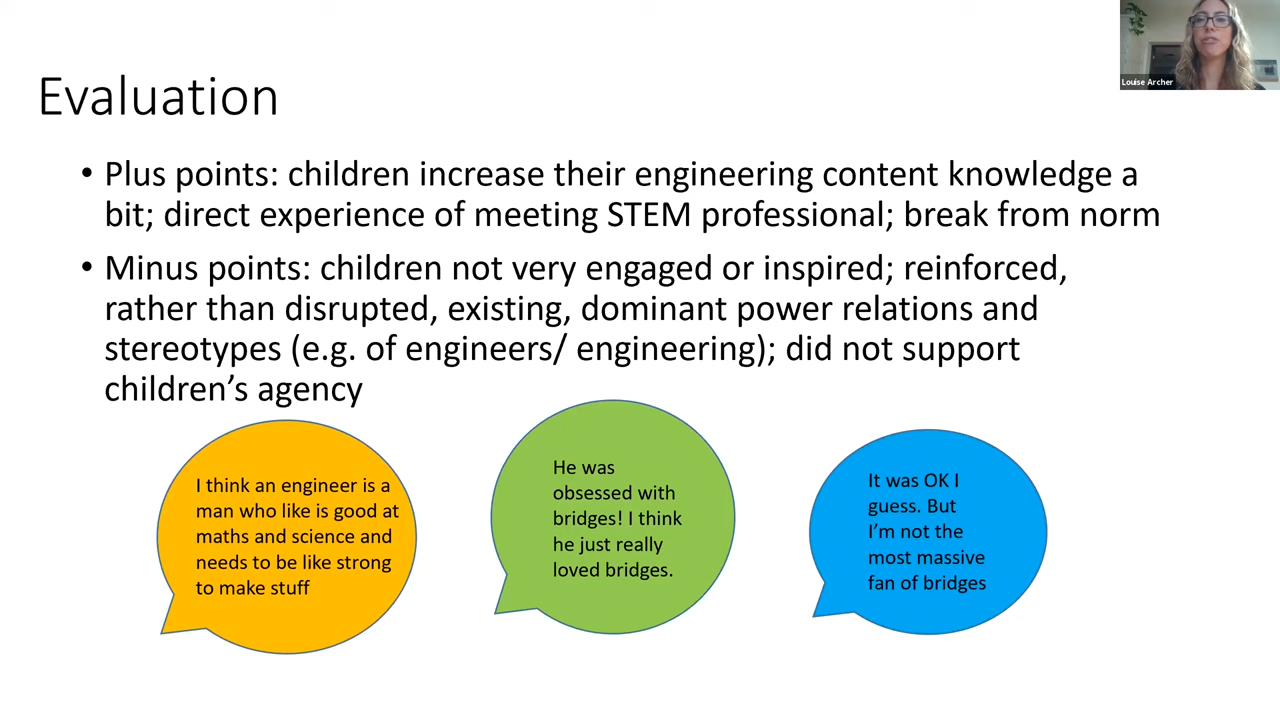 Louise Archer
Evaluation
• Plus points: children increase their engineering content knowledge a
bit; direct experience of meeting STEM professional; break from norm
• Minus points: children not very engaged or inspired; reinforced,
rather than disrupted, existing, dominant power relations and
stereotypes (e.g. of engineers/ engineering); did not support
children’s agency
I think an engineer is a
man who like is good at
maths and science and
needs to be like strong
to make stuff
He was
obsessed with
bridges! I think
he just really
loved bridges.
It was OK I
guess. But
I’m not the
most massive
fan of bridges